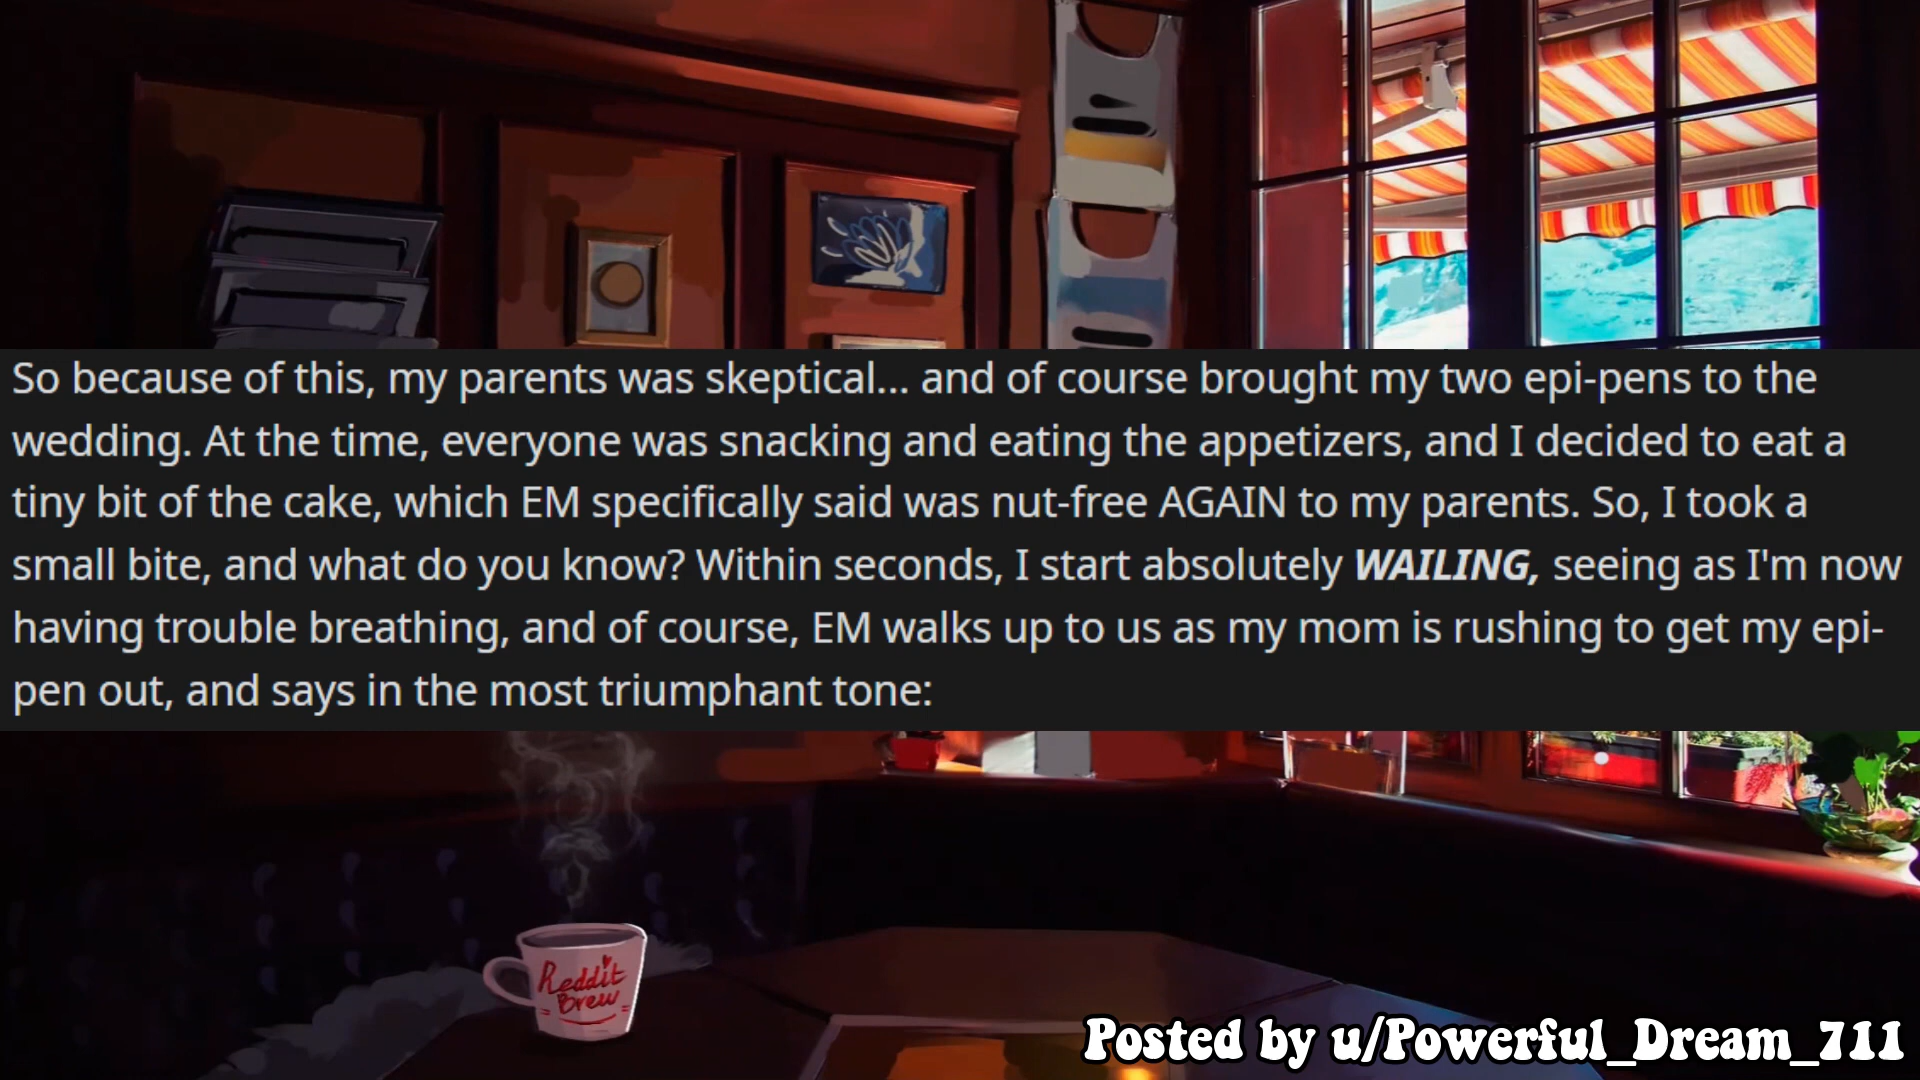 So because of this, my parents was skeptical... and of course brought my two epi-pens to the
wedding. At the time, everyone was snacking and eating the appetizers, and I decided to eat a
tiny bit of the cake, which EM specifically said was nut-free AGAIN to my parents. So, I took a
small bite, and what do you know? Within seconds, I start absolutely WAILING, seeing as I'm now
having trouble breathing, and of course, EM walks up to us as my mom is rushing to get my epi-
pen out, and says in the most triumphant tone:
Reddit
Brew
Posted by u/Powerful_Dream_711